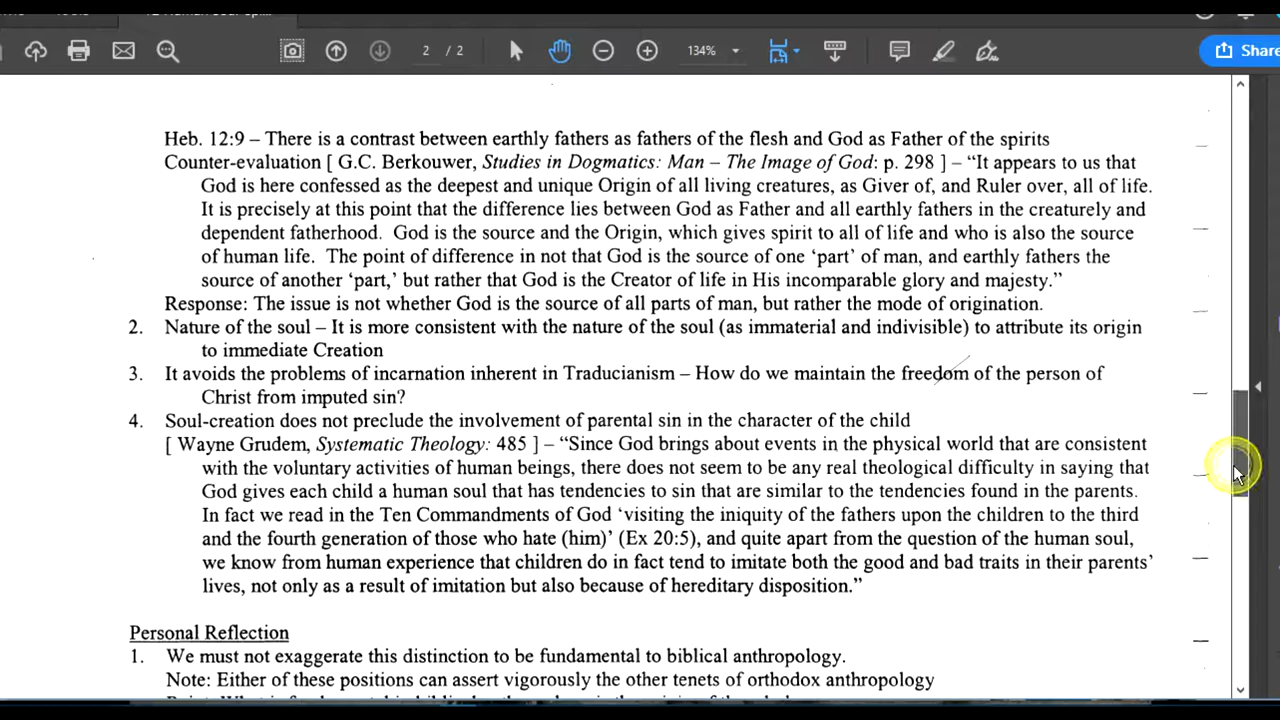 2 / 2
134%
Share
Heb. 12:9 – There is a contrast between earthly fathers as fathers of the flesh and God as Father of the spirits
Counter-evaluation [ G.C. Berkouwer, Studies in Dogmatics: Man – The Image of God: p. 298 ] – “It appears to us that
God is here confessed as the deepest and unique Origin of all living creatures, as Giver of, and Ruler over, all of life.
It is precisely at this point that the difference lies between God as Father and all earthly fathers in the creaturely and
dependent fatherhood. God is the source and the Origin, which gives spirit to all of life and who is also the source
of human life. The point of difference in not that God is the source of one ‘part’ of man, and earthly fathers the
source of another ‘part,’ but rather that God is the Creator of life in His incomparable glory and majesty.”
Response: The issue is not whether God is the source of all parts of man, but rather the mode of origination.
2. Nature of the soul – It is more consistent with the nature of the soul (as immaterial and indivisible) to attribute its origin
to immediate Creation
3. It avoids the problems of incarnation inherent in Traducianism – How do we maintain the freedom of the person of
Christ from imputed sin?
4. Soul-creation does not preclude the involvement of parental sin in the character of the child
[ Wayne Grudem, Systematic Theology: 485 ] – “Since God brings about events in the physical world that are consistent
with the voluntary activities of human beings, there does not seem to be any real theological difficulty in saying that
God gives each child a human soul that has tendencies to sin that are similar to the tendencies found in the parents.
In fact we read in the Ten Commandments of God ‘visiting the iniquity of the fathers upon the children to the third
and the fourth generation of those who hate (him)’ (Ex 20:5), and quite apart from the question of the human soul,
we know from human experience that children do in fact tend to imitate both the good and bad traits in their parents’
lives, not only as a result of imitation but also because of hereditary disposition.”
Personal Reflection
1. We must not exaggerate this distinction to be fundamental to biblical anthropology.
Note: Either of these positions can assert vigorously the other tenets of orthodox anthropology